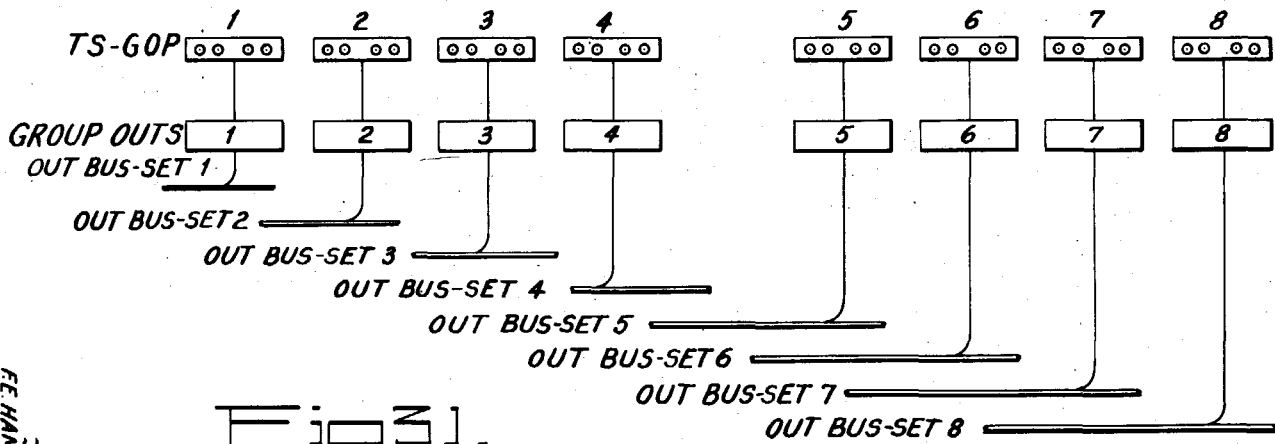 1 2 3 4 5 6 7 8
TS-GOP
GROUP OUTS 1 2 3 4 5 6 7 8
OUT BUS-SET 1
OUT BUS-SET 2
OUT BUS-SET 3
OUT BUS-SET 4
OUT BUS-SET 5
OUT BUS-SET 6
OUT BUS-SET 7
OUT BUS-SET 8